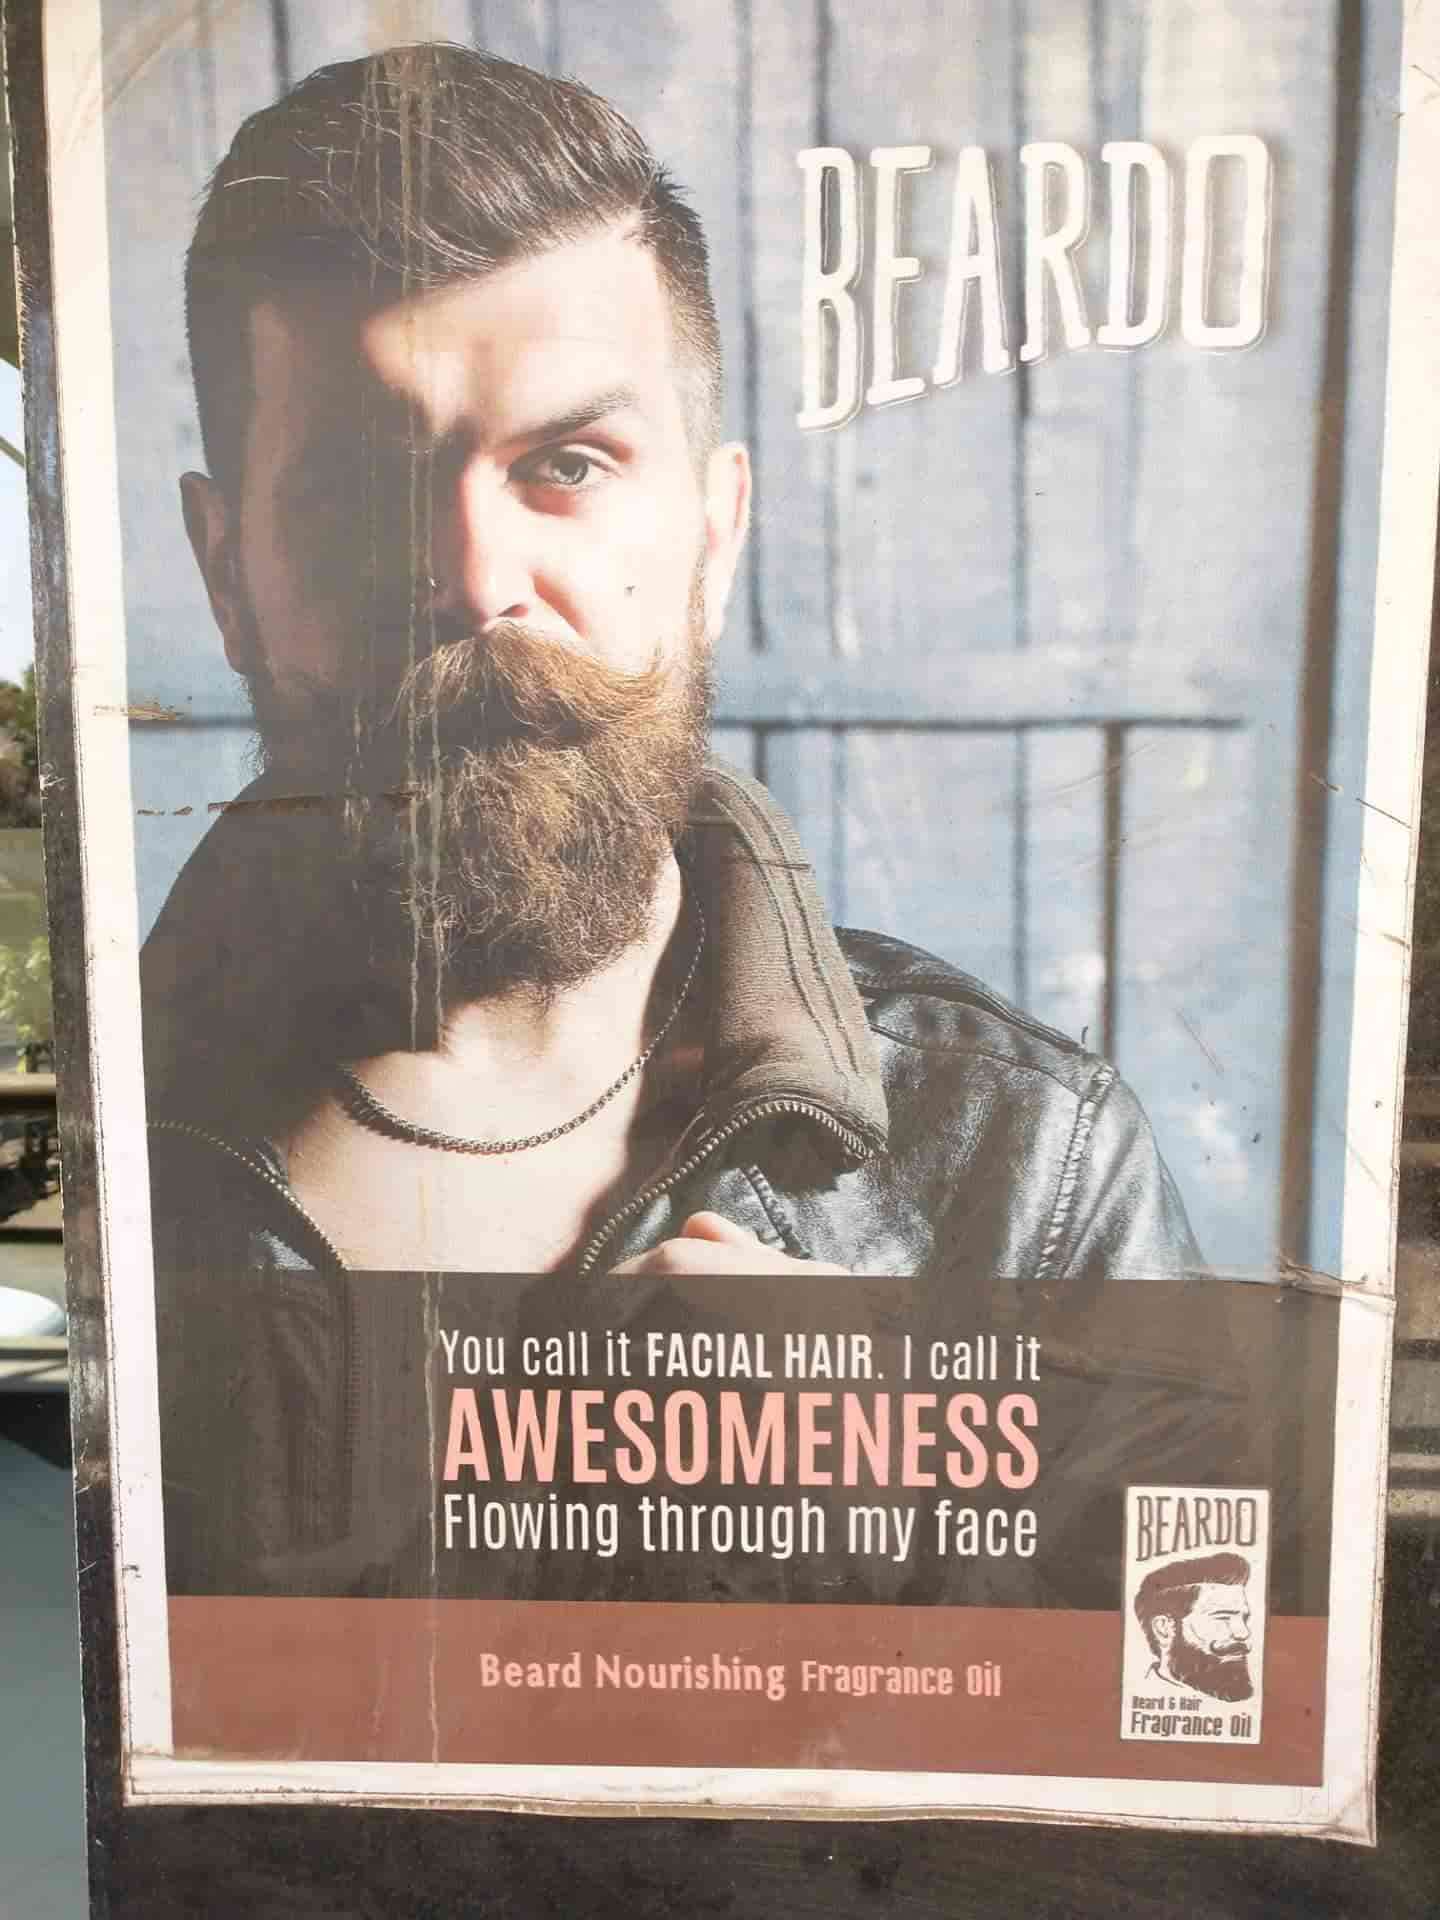 BEARDO
You call it FACIAL HAIR. I call it
AWESOMENESS
Flowing through my face
Beard Nourishing Fragrance Oil
BEARDO
Beard & Hair
Fragrance Oil